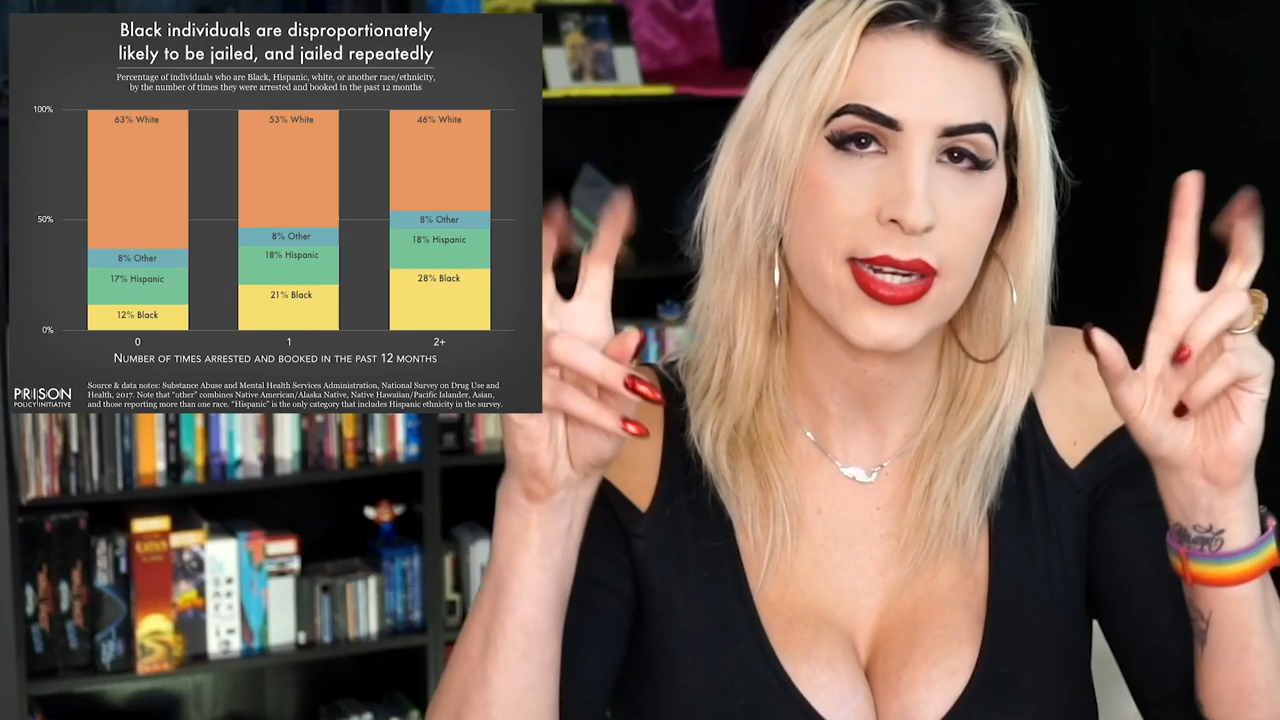 Black individuals are disproportionately
likely to be jailed, and jailed repeatedly
Percentage of individuals who are Black, Hispanic, white, or another race/ethnicity,
by the number of times they were arrested and booked in the past 12 months
100%
63% White
53% White
46% White
50%
8% Other
8% Other
8% Other
17% Hispanic
18% Hispanic
18% Hispanic
12% Black
21% Black
28% Black
0%
0
1
2+
NUMBER OF TIMES ARRESTED AND BOOKED IN THE PAST 12 MONTHS
PRISON
POLICY INITIATIVE
Source & data notes: Substance Abuse and Mental Health Services Administration, National Survey on Drug Use and
Health, 2017. Note that "other" combines Native American/Alaska Native, Native Hawaiian/Pacific Islander, Asian,
and those reporting more than one race. "Hispanic" is the only category that includes Hispanic ethnicity in the survey.